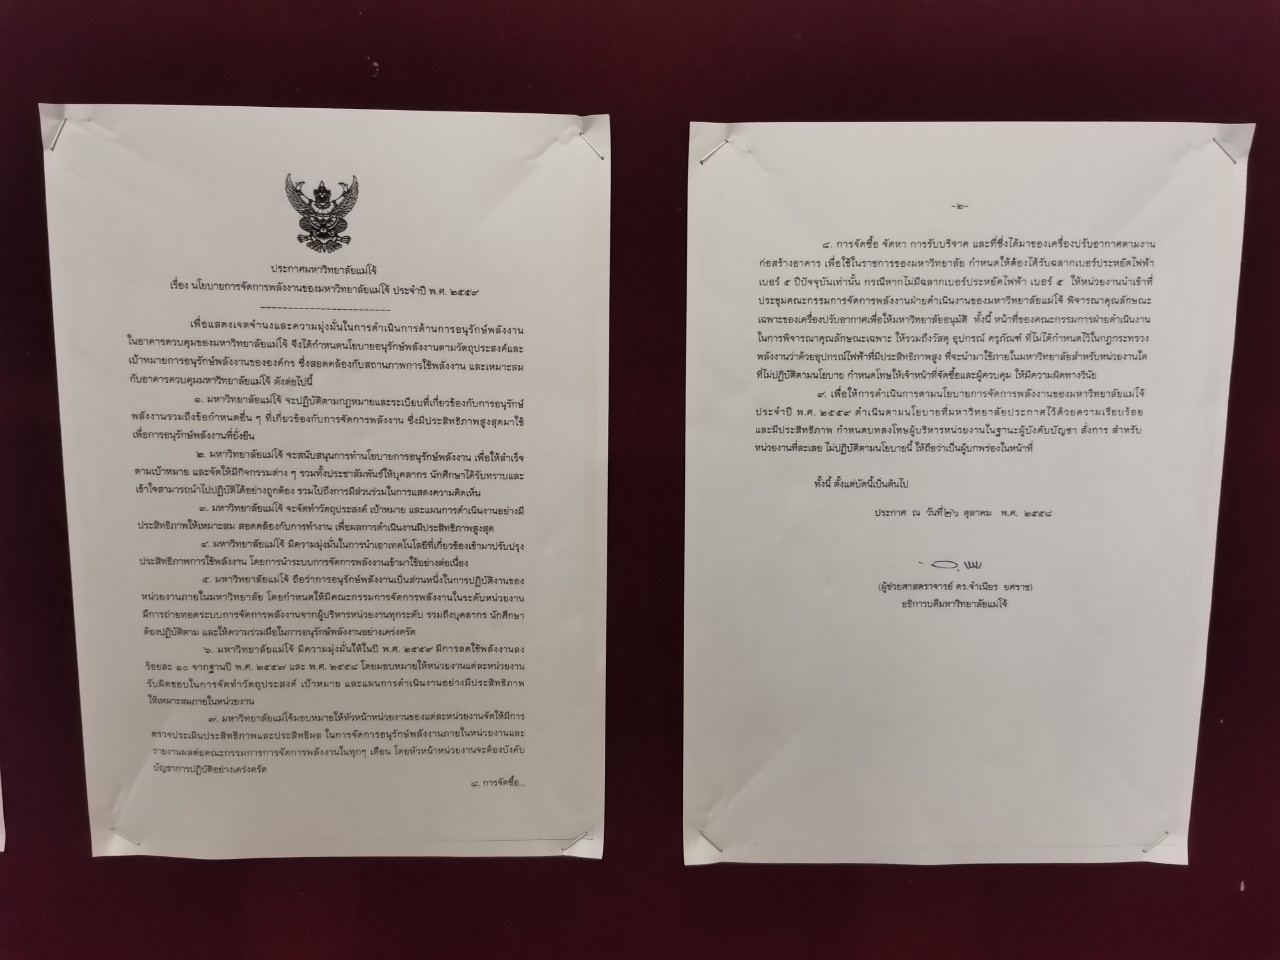 ประกาศมหาวิทยาลัยแม่โจ้
เรื่อง นโยบายการจัดการพลังงานของมหาวิทยาลัยแม่โจ้ ประจำปี พ.ศ. ๒๕๕๙
เพื่อแสดงเจตจำนงและความมุ่งมั่นในการดำเนินการด้านการอนุรักษ์พลังงาน
ในอาคารควบคุมของมหาวิทยาลัยแม่โจ้ จึงได้กำหนดนโยบายอนุรักษ์พลังงานตามวัตถุประสงค์และ
เป้าหมายการอนุรักษ์พลังงานขององค์กร ซึ่งสอดคล้องกับสถานภาพการใช้พลังงาน และเหมาะสม
กับอาคารควบคุมมหาวิทยาลัยแม่โจ้ ดังต่อไปนี้
๑. มหาวิทยาลัยแม่โจ้ จะปฏิบัติตามกฎหมายและระเบียบที่เกี่ยวข้องกับการอนุรักษ์
พลังงานรวมถึงข้อกำหนดอื่น ๆ ที่เกี่ยวข้องกับการจัดการพลังงาน ซึ่งมีประสิทธิภาพสูงสุดมาใช้
เพื่อการอนุรักษ์พลังงานที่ยั่งยืน
๒. มหาวิทยาลัยแม่โจ้ จะสนับสนุนการทำนโยบายการอนุรักษ์พลังงาน เพื่อให้สำเร็จ
ตามเป้าหมาย และจัดให้มีกิจกรรมต่าง ๆ รวมทั้งประชาสัมพันธ์ให้บุคลากร นักศึกษาได้รับทราบและ
เข้าใจสามารถนำไปปฏิบัติได้อย่างถูกต้อง รวมไปถึงการมีส่วนร่วมในการแสดงความคิดเห็น
๓. มหาวิทยาลัยแม่โจ้ จะจัดทำวัตถุประสงค์ เป้าหมาย และแผนการดำเนินงานอย่างมี
ประสิทธิภาพให้เหมาะสม สอดคล้องกับการทำงาน เพื่อผลการดำเนินงานมีประสิทธิภาพสูงสุด
๔. มหาวิทยาลัยแม่โจ้ มีความมุ่งมั่นในการนำเอาเทคโนโลยีที่เกี่ยวข้องเข้ามาปรับปรุง
ประสิทธิภาพการใช้พลังงาน โดยการนำระบบการจัดการพลังงานเข้ามาใช้อย่างต่อเนื่อง
๕. มหาวิทยาลัยแม่โจ้ ถือว่าการอนุรักษ์พลังงานเป็นส่วนหนึ่งในการปฏิบัติงานของ
หน่วยงานภายในมหาวิทยาลัย โดยกำหนดให้มีคณะกรรมการจัดการพลังงานในระดับหน่วยงาน
มีการถ่ายทอดระบบการจัดการพลังงานจากผู้บริหารหน่วยงานทุกระดับ รวมถึงบุคลากร นักศึกษา
ต้องปฏิบัติตาม และให้ความร่วมมือในการอนุรักษ์พลังงานอย่างเคร่งครัด
๖. มหาวิทยาลัยแม่โจ้ มีความมุ่งมั่นให้ในปี พ.ศ. ๒๕๕๙ มีการลดใช้พลังงานลง
ร้อยละ ๑๐ จากฐานปี พ.ศ. ๒๕๕๗ และ พ.ศ. ๒๕๕๘ โดยมอบหมายให้หน่วยงานแต่ละหน่วยงาน
รับผิดชอบในการจัดทำวัตถุประสงค์ เป้าหมาย และแผนการดำเนินงานอย่างมีประสิทธิภาพ
ให้เหมาะสมภายในหน่วยงาน
๗. มหาวิทยาลัยแม่โจ้มอบหมายให้หัวหน้าหน่วยงานของแต่ละหน่วยงานจัดให้มีการ
ตรวจประเมินประสิทธิภาพและประสิทธิผล ในการจัดการอนุรักษ์พลังงานภายในหน่วยงานและ
รายงานผลต่อคณะกรรมการการจัดการพลังงานในทุกๆ เดือน โดยหัวหน้าหน่วยงานจะต้องบังคับ
บัญชาการปฏิบัติอย่างเคร่งครัด
๘. การจัดซื้อ...
-๒-
๘. การจัดซื้อ จัดหา การรับบริจาค และที่ซึ่งได้มาของเครื่องปรับอากาศตามงาน
ก่อสร้างอาคาร เพื่อใช้ในราชการของมหาวิทยาลัย กำหนดให้ต้องได้รับฉลากเบอร์ประหยัดไฟฟ้า
เบอร์ ๕ ปีปัจจุบันเท่านั้น กรณีหากไม่มีฉลากเบอร์ประหยัดไฟฟ้า เบอร์ ๕ ให้หน่วยงานนำเข้าที่
ประชุมคณะกรรมการจัดการพลังงานฝ่ายดำเนินงานของมหาวิทยาลัยแม่โจ้ พิจารณาคุณลักษณะ
เฉพาะของเครื่องปรับอากาศเพื่อให้มหาวิทยาลัยอนุมัติ ทั้งนี้ หน้าที่ของคณะกรรมการฝ่ายดำเนินงาน
ในการพิจารณาคุณลักษณะเฉพาะ ให้รวมถึงวัสดุ อุปกรณ์ ครุภัณฑ์ ที่ไม่ได้กำหนดไว้ในกฎกระทรวง
พลังงานว่าด้วยอุปกรณ์ไฟฟ้าที่มีประสิทธิภาพสูง ที่จะนำมาใช้ภายในมหาวิทยาลัยสำหรับหน่วยงานใด
ที่ไม่ปฏิบัติตามนโยบาย กำหนดโทษให้เจ้าหน้าที่จัดซื้อและผู้ควบคุม ให้มีความผิดทางวินัย
๙. เพื่อให้การดำเนินการตามนโยบายการจัดการพลังงานของมหาวิทยาลัยแม่โจ้
ประจำปี พ.ศ. ๒๕๕๙ ดำเนินตามนโยบายที่มหาวิทยาลัยประกาศไว้ด้วยความเรียบร้อย
และมีประสิทธิภาพ กำหนดบทลงโทษผู้บริหารหน่วยงานในฐานะผู้บังคับบัญชา สั่งการ สำหรับ
หน่วยงานที่ละเลย ไม่ปฏิบัติตามนโยบายนี้ ให้ถือว่าเป็นผู้บกพร่องในหน้าที่
ทั้งนี้ ตั้งแต่บัดนี้เป็นต้นไป
ประกาศ ณ วันที่๒๖ ตุลาคม พ.ศ. ๒๕๕๘
(ผู้ช่วยศาสตราจารย์ ดร.จำเนียร ยศราช)
อธิการบดีมหาวิทยาลัยแม่โจ้